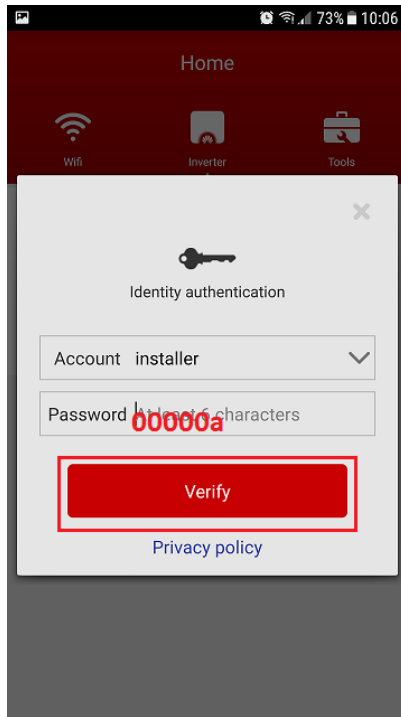 73% 10:06
Home
Wifi Inverter Tools
Identity authentication
Account installer
Password At least 6 characters
00000a
Verify
Privacy policy